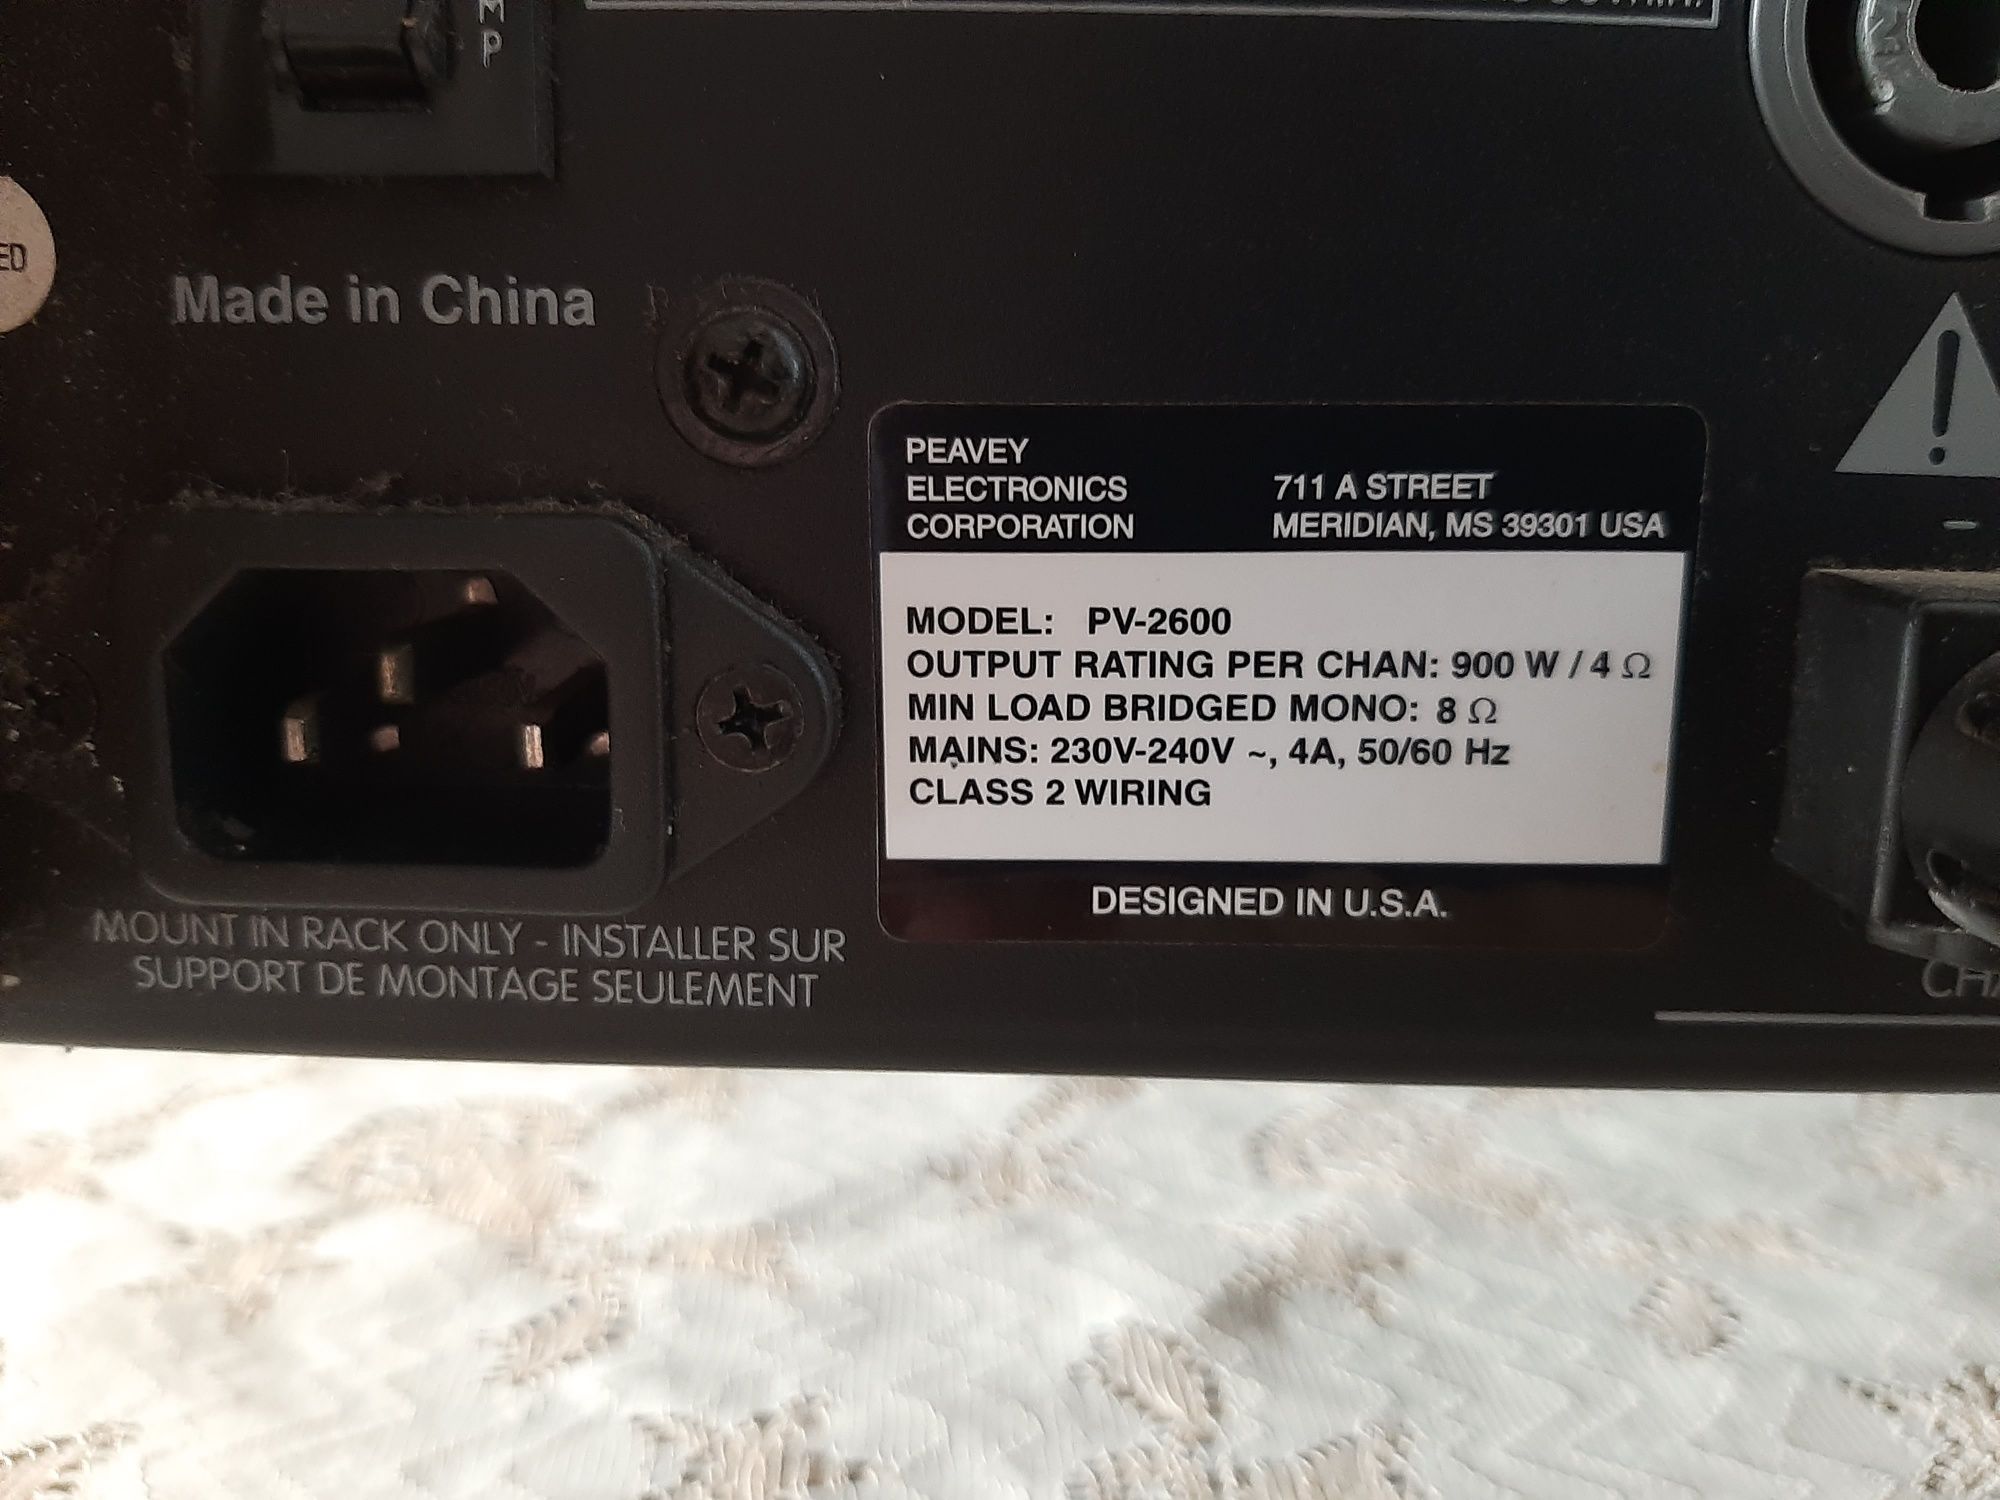 M
P
ED
Made in China
PEAVEY
ELECTRONICS
CORPORATION
711 A STREET
MERIDIAN, MS 39301 USA
MODEL: PV-2600
OUTPUT RATING PER CHAN: 900 W / 4 Ω
MIN LOAD BRIDGED MONO: 8 Ω
MAINS: 230V-240V ~, 4A, 50/60 Hz
CLASS 2 WIRING
DESIGNED IN U.S.A.
MOUNT IN RACK ONLY - INSTALLER SUR
SUPPORT DE MONTAGE SEULEMENT
-
CHA